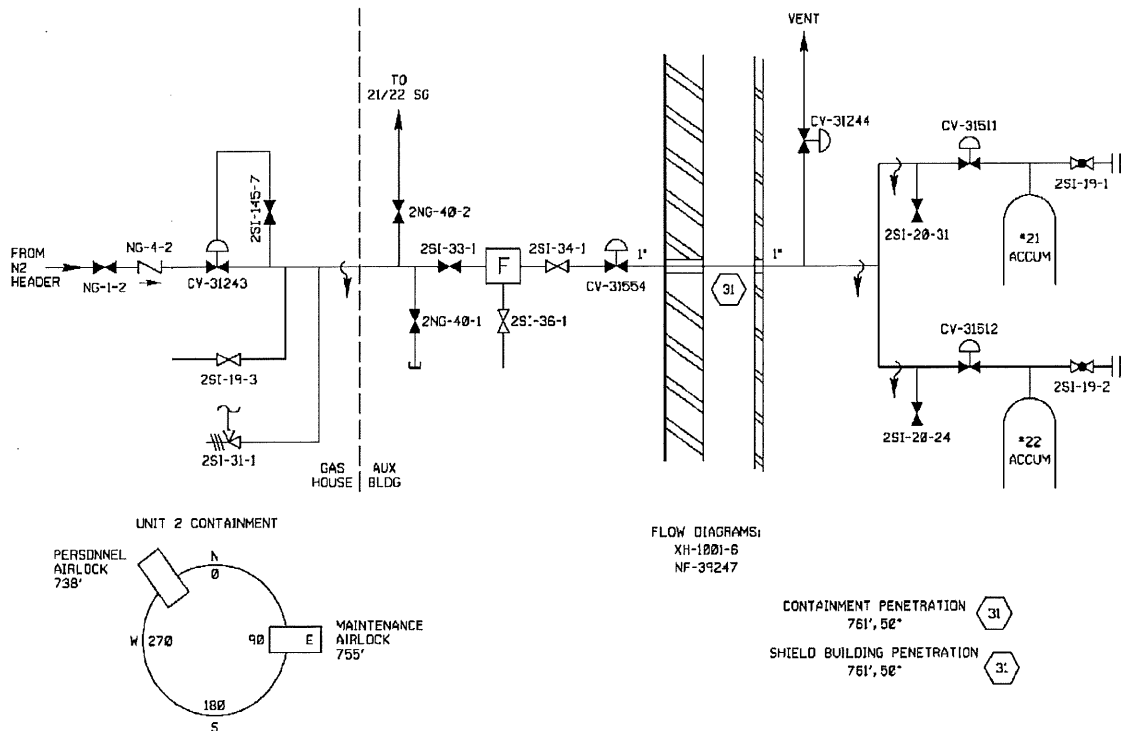 VENT
TO
21/22 SG
CV-31244
CV-31511
2SI-19-1
2SI-145-7
2NG-40-2
2SI-20-31
*21
ACCUM
FROM
N2
HEADER
NG-1-2
NG-4-2
CV-31243
2SI-33-1
F
2SI-34-1
CV-31554
1"
31
1"
2NG-40-1
2SI-36-1
CV-31512
2SI-19-3
2SI-19-2
2SI-31-1
2SI-20-24
*22
ACCUM
GAS
HOUSE
AUX
BLDG
UNIT 2 CONTAINMENT
PERSONNEL
AIRLOCK
738'
N
0
W 270
90 E
180
S
MAINTENANCE
AIRLOCK
755'
FLOW DIAGRAMS:
XH-1001-6
NF-39247
CONTAINMENT PENETRATION 31
761', 50°
SHIELD BUILDING PENETRATION 31
761', 50°